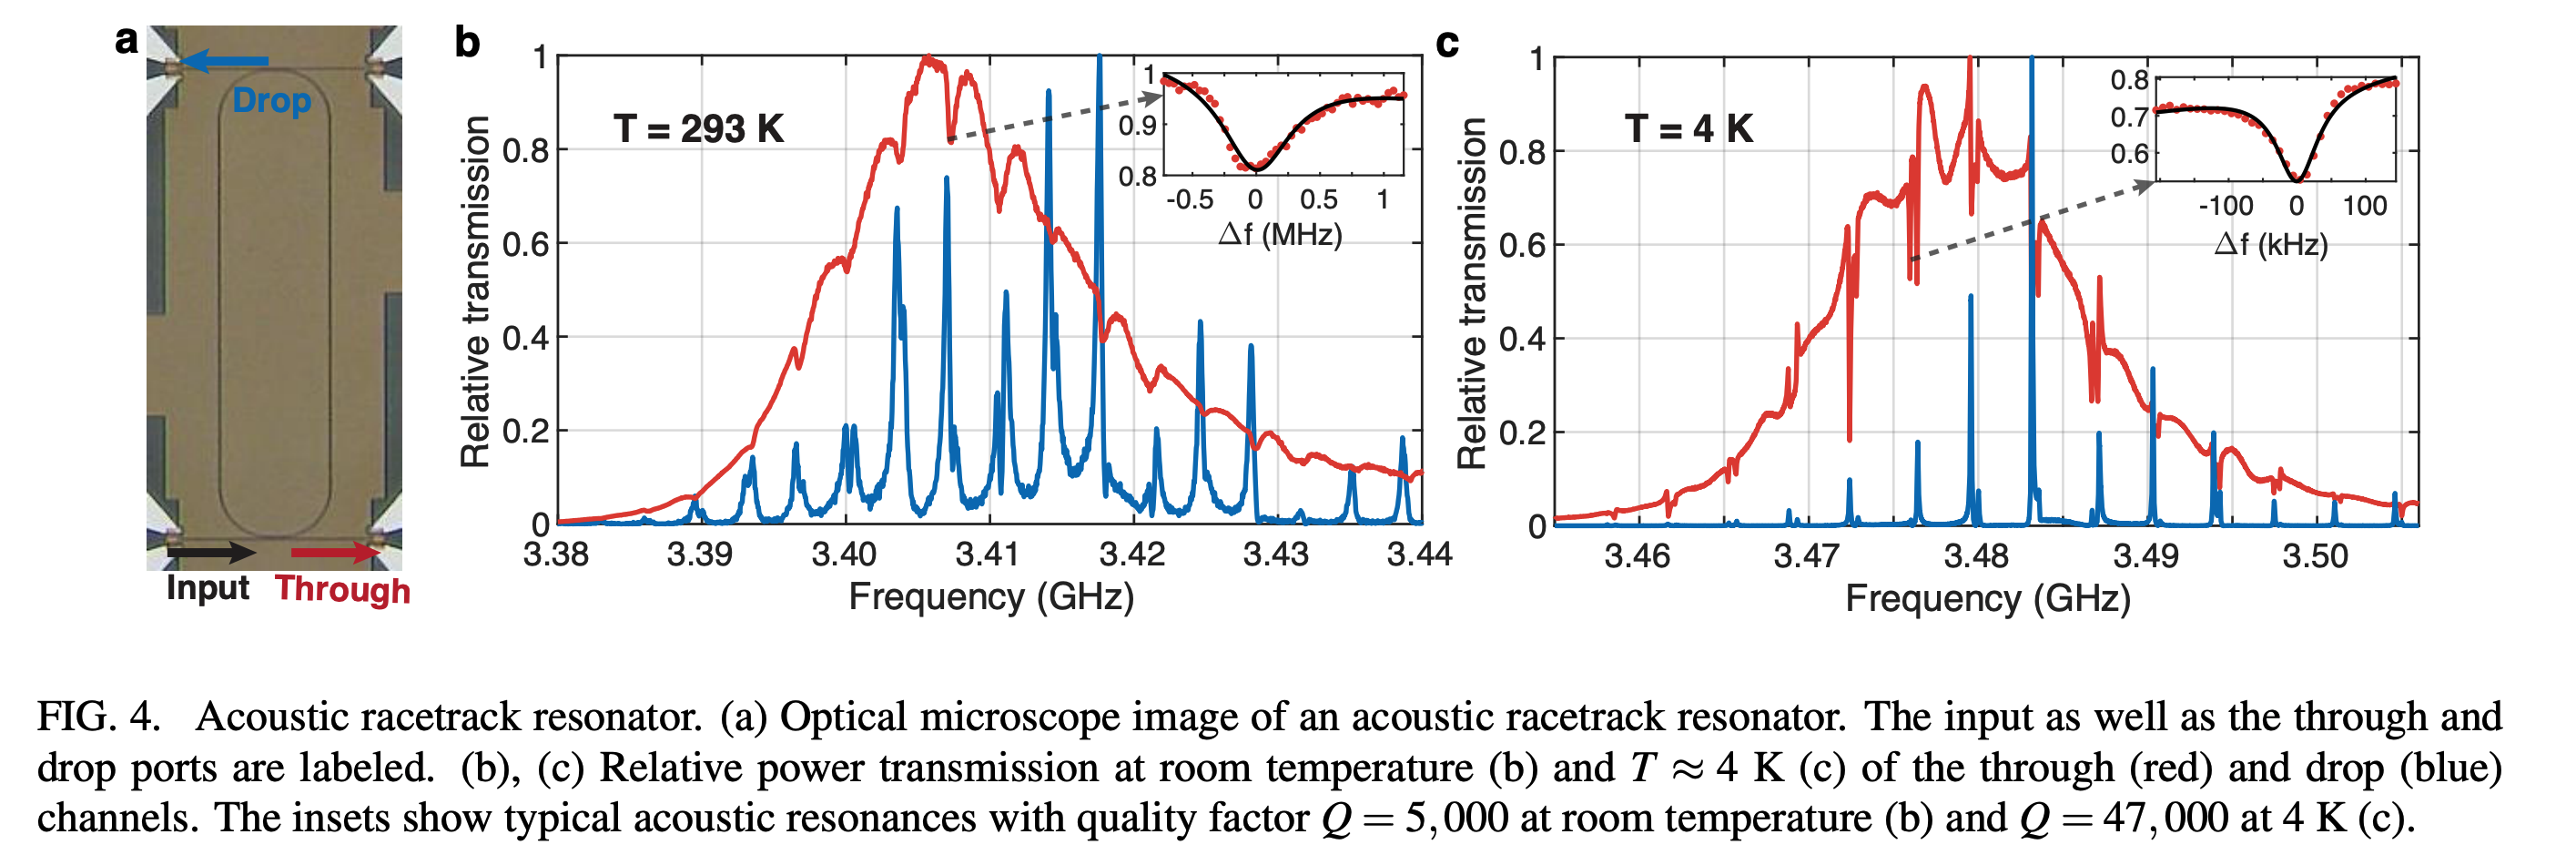 a
Drop
Input Through
b
Relative transmission
1
0.8
0.6
0.4
0.2
0
T = 293 K
1
0.9
0.8
-0.5 0 0.5 1
Δf (MHz)
3.38 3.39 3.40 3.41 3.42 3.43 3.44
Frequency (GHz)
c
Relative transmission
1
0.8
0.6
0.4
0.2
0
T = 4 K
0.8
0.7
0.6
-100 0 100
Δf (kHz)
3.46 3.47 3.48 3.49 3.50
Frequency (GHz)
FIG. 4. Acoustic racetrack resonator. (a) Optical microscope image of an acoustic racetrack resonator. The input as well as the through and
drop ports are labeled. (b), (c) Relative power transmission at room temperature (b) and T ≈ 4 K (c) of the through (red) and drop (blue)
channels. The insets show typical acoustic resonances with quality factor Q = 5,000 at room temperature (b) and Q = 47,000 at 4 K (c).